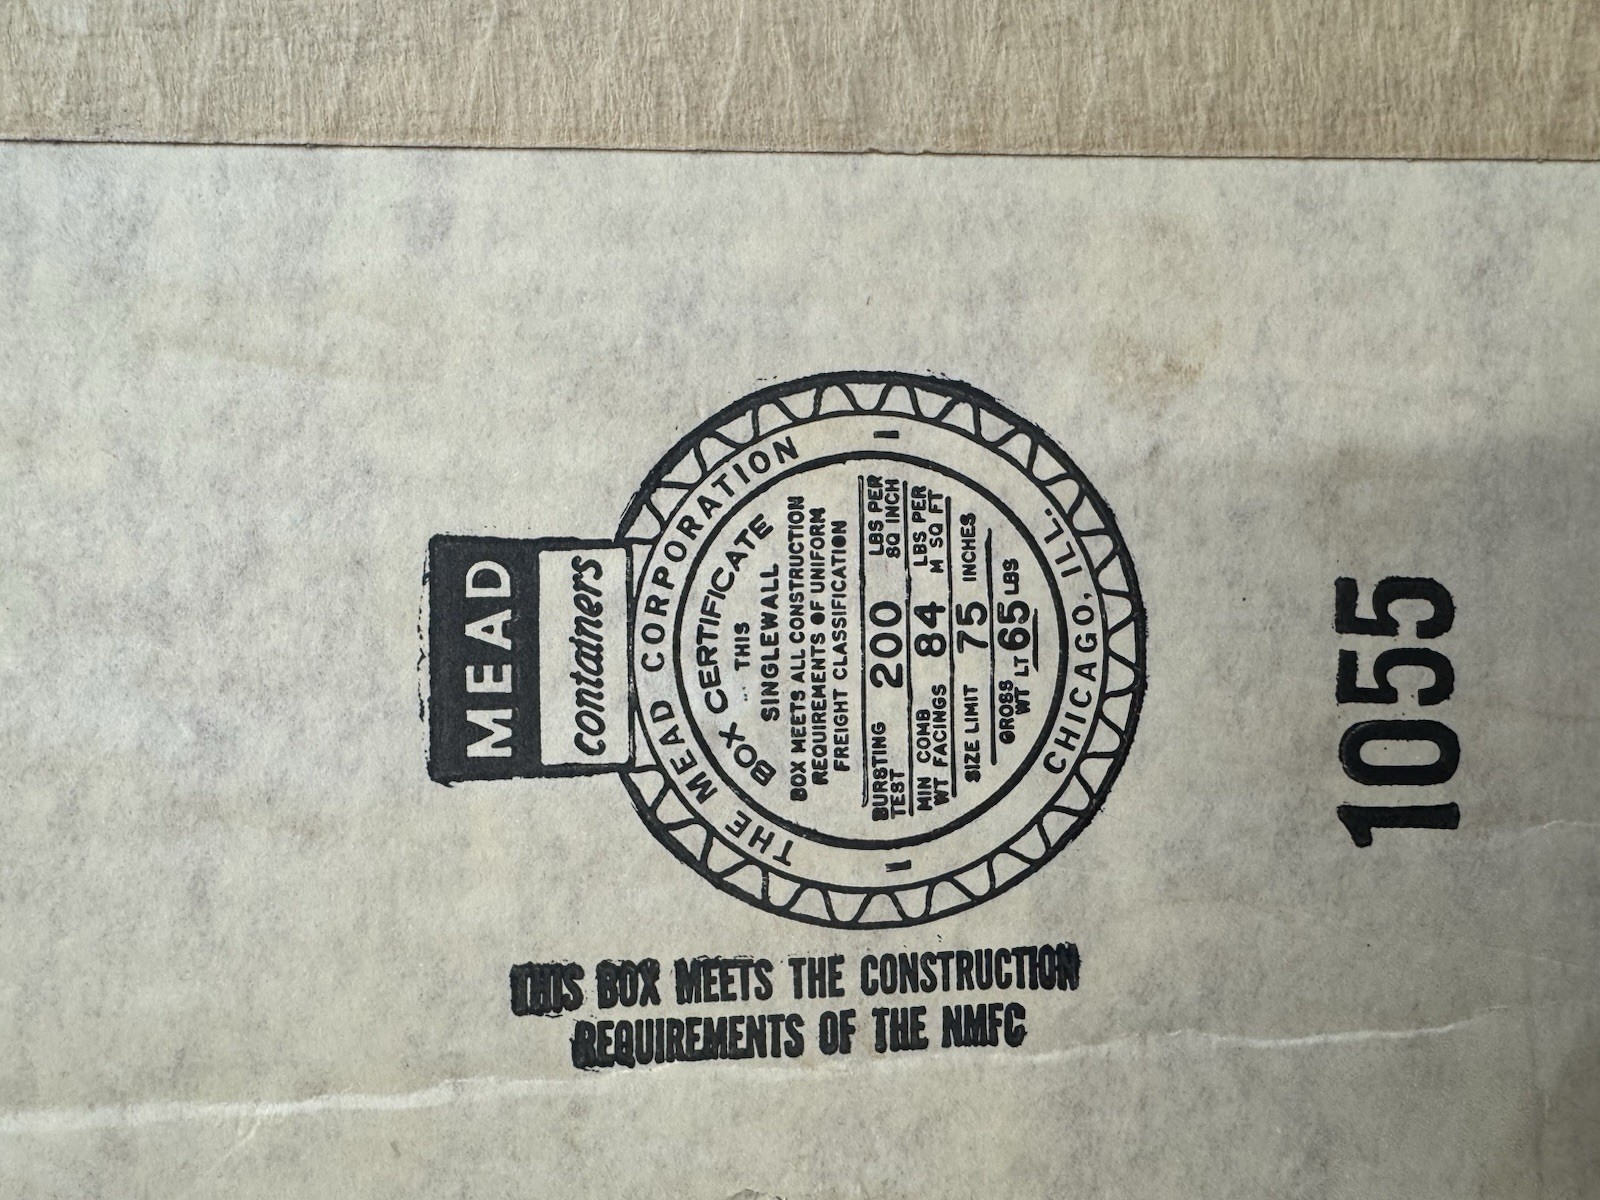 MEAD
containers
THE MEAD CORPORATION
BOX CERTIFICATE
THIS
SINGLEWALL
BOX MEETS ALL CONSTRUCTION
REQUIREMENTS OF UNIFORM
FREIGHT CLASSIFICATION
BURSTING TEST 200 LBS PER SQ INCH
MIN COMB WT FACINGS 84 LBS PER M SQ FT
SIZE LIMIT 75 INCHES
GROSS WT LT 65 LBS
CHICAGO, ILL.
THIS BOX MEETS THE CONSTRUCTION
REQUIREMENTS OF THE NMFC
1055